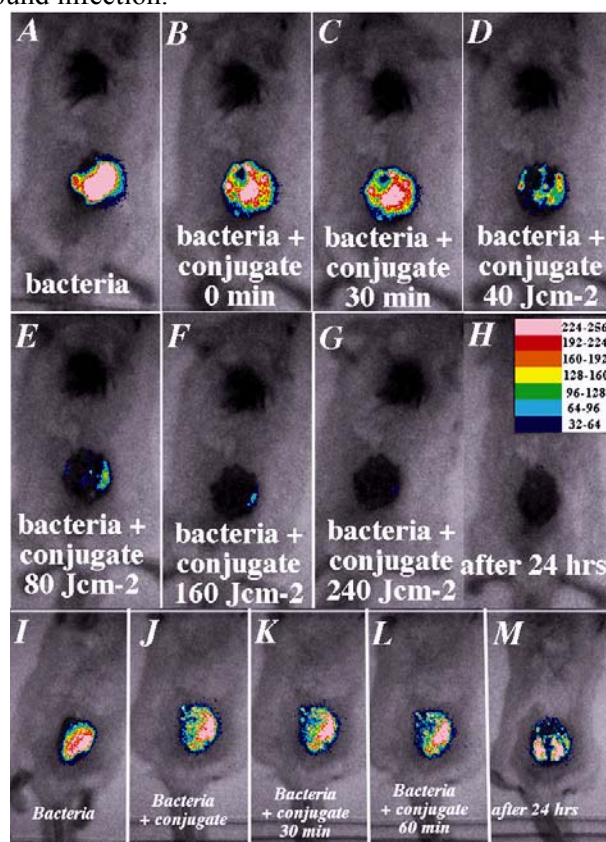 ound infection.
A
B
C
D
bacteria
bacteria +
conjugate
0 min
bacteria +
conjugate
30 min
bacteria +
conjugate
40 Jcm-2
E
F
G
H
224-256
192-224
160-192
128-160
96-128
64-96
32-64
bacteria +
conjugate
80 Jcm-2
bacteria +
conjugate
160 Jcm-2
bacteria +
conjugate
240 Jcm-2
after 24 hrs
I
J
K
L
M
Bacteria
Bacteria
+ conjugate
Bacteria
+ conjugate
30 min
Bacteria
+ conjugate
60 min
after 24 hrs